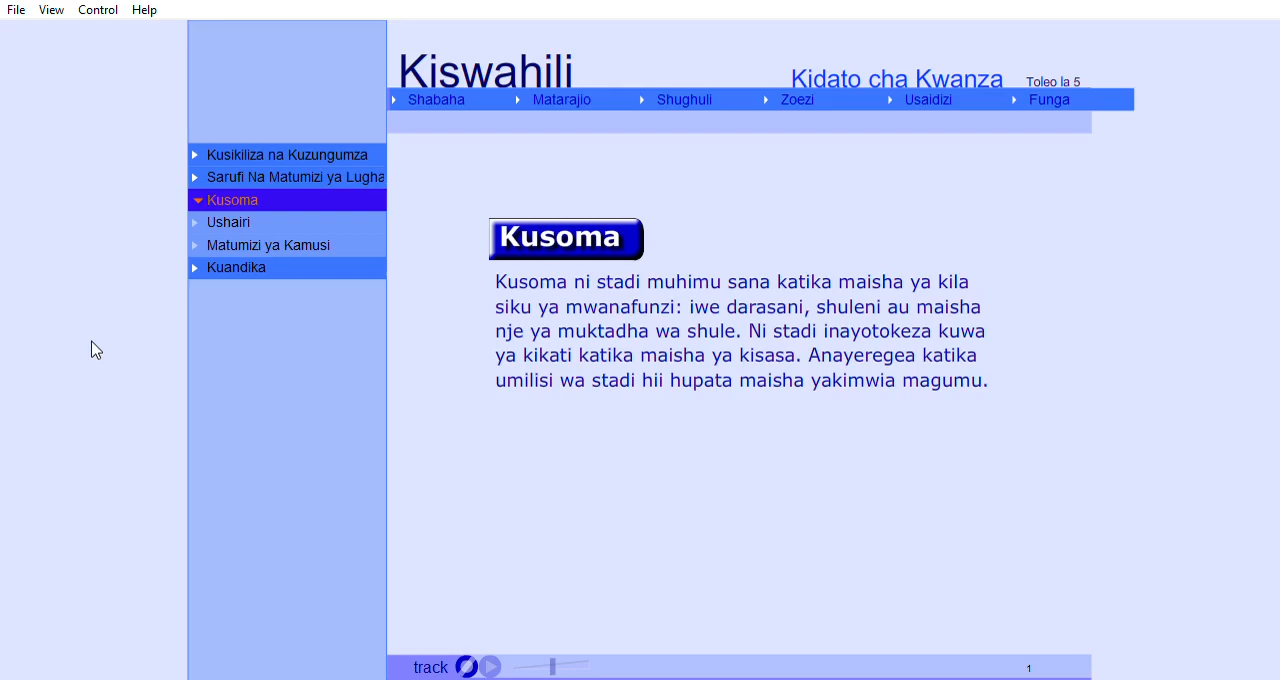 File View Control Help
Kiswahili
Kidato cha Kwanza
Toleo la 5
Shabaha Matarajio Shughuli Zoezi Usaidizi Funga
Kusikiliza na Kuzungumza
Sarufi Na Matumizi ya Lugha
Kusoma
Ushairi
Matumizi ya Kamusi
Kuandika
Kusoma
Kusoma ni stadi muhimu sana katika maisha ya kila
siku ya mwanafunzi: iwe darasani, shuleni au maisha
nje ya muktadha wa shule. Ni stadi inayotokeza kuwa
ya kikati katika maisha ya kisasa. Anayeregea katika
umilisi wa stadi hii hupata maisha yakimwia magumu.
track
1